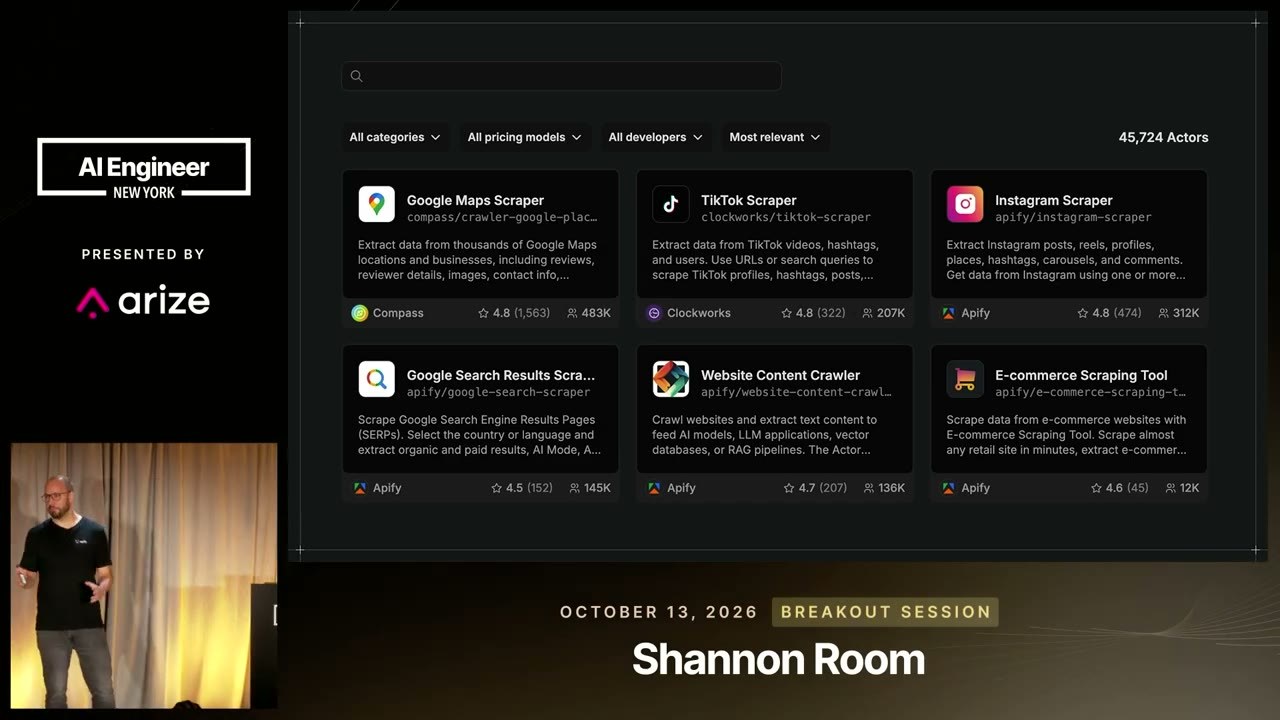 AI Engineer
NEW YORK
PRESENTED BY
arize
All categories
All pricing models
All developers
Most relevant
45,724 Actors
Google Maps Scraper
compass/crawler-google-plac…
Extract data from thousands of Google Maps
locations and businesses, including reviews,
reviewer details, images, contact info,…
Compass
4.8 (1,563)
483K
TikTok Scraper
clockworks/tiktok-scraper
Extract data from TikTok videos, hashtags,
and users. Use URLs or search queries to
scrape TikTok profiles, hashtags, posts,…
Clockworks
4.8 (322)
207K
Instagram Scraper
apify/instagram-scraper
Extract Instagram posts, reels, profiles,
places, hashtags, carousels, and comments.
Get data from Instagram using one or more…
Apify
4.8 (474)
312K
Google Search Results Scra…
apify/google-search-scraper
Scrape Google Search Engine Results Pages
(SERPs). Select the country or language and
extract organic and paid results, AI Mode, A…
Apify
4.5 (152)
145K
Website Content Crawler
apify/website-content-crawl…
Crawl websites and extract text content to
feed AI models, LLM applications, vector
databases, or RAG pipelines. The Actor…
Apify
4.7 (207)
136K
E-commerce Scraping Tool
apify/e-commerce-scraping-t…
Scrape data from e-commerce websites with
E-commerce Scraping Tool. Scrape almost
any retail site in minutes, extract e-commer…
Apify
4.6 (45)
12K
OCTOBER 13, 2026
BREAKOUT SESSION
Shannon Room